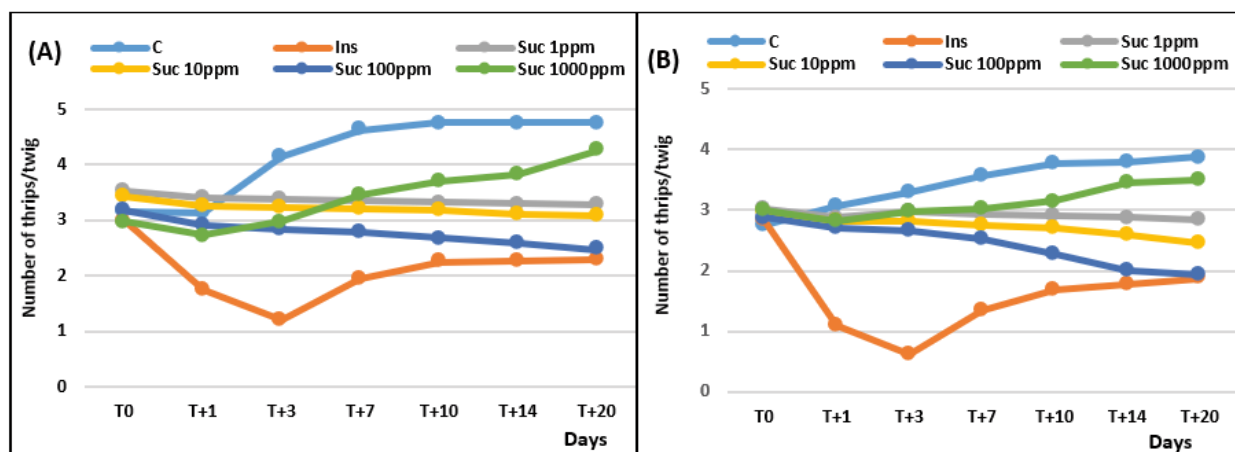 (A)
C Ins Suc 1ppm
Suc 10ppm Suc 100ppm Suc 1000ppm
Number of thrips/twig
5
4
3
2
1
0
T0 T+1 T+3 T+7 T+10 T+14 T+20
Days
(B)
C Ins Suc 1ppm
Suc 10ppm Suc 100ppm Suc 1000ppm
Number of thrips/twig
5
4
3
2
1
0
T0 T+1 T+3 T+7 T+10 T+14 T+20
Days